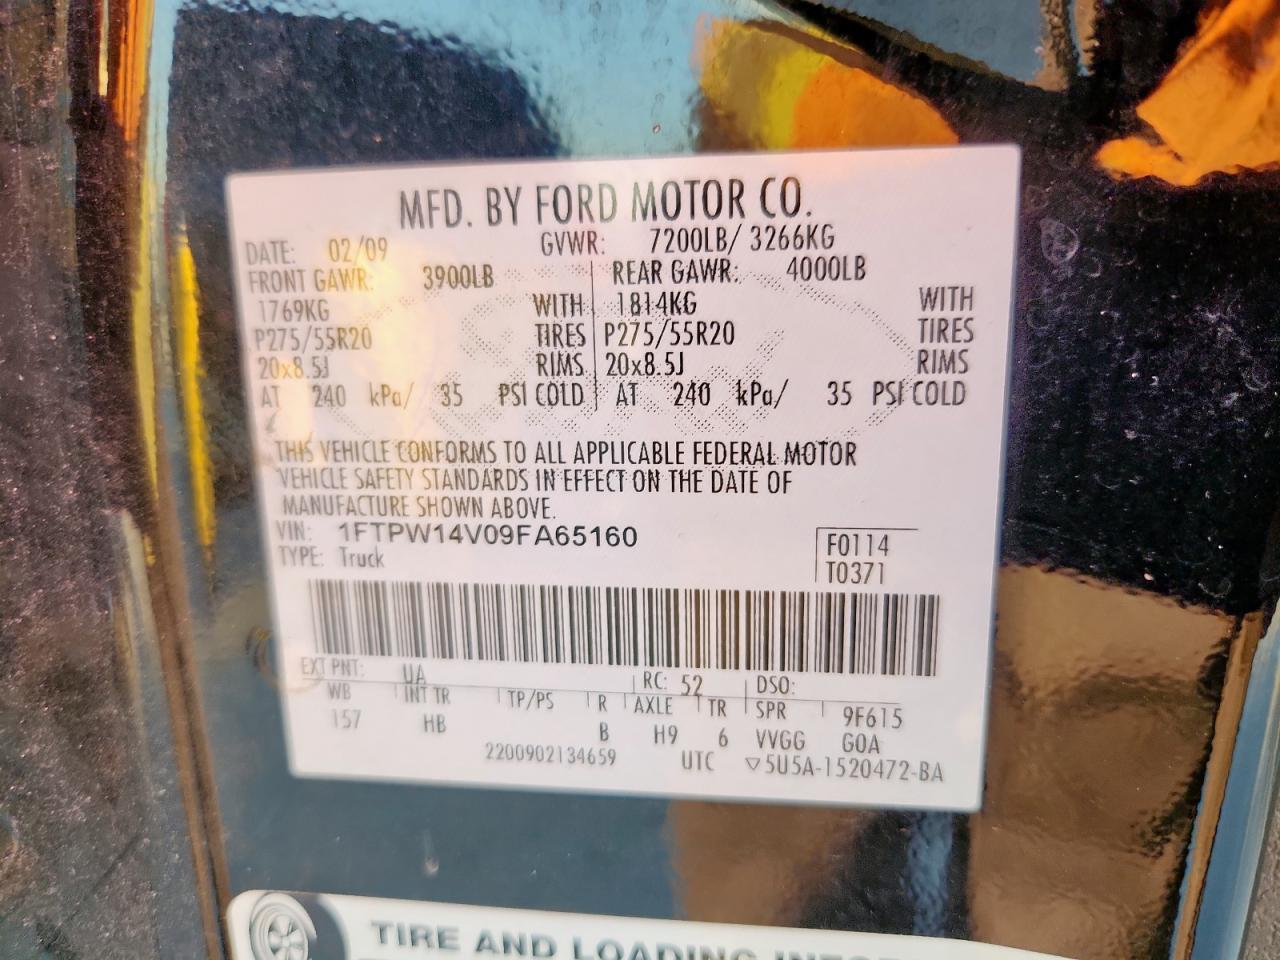 MFD. BY FORD MOTOR CO.
DATE: 02/09 GVWR: 7200LB/ 3266KG
FRONT GAWR: 3900LB REAR GAWR: 4000LB
1769KG WITH 1814KG WITH
P275/55R20 TIRES P275/55R20 TIRES
20x8.5J RIMS 20x8.5J RIMS
AT 240 kPa/ 35 PSI COLD AT 240 kPa/ 35 PSI COLD
THIS VEHICLE CONFORMS TO ALL APPLICABLE FEDERAL MOTOR
VEHICLE SAFETY STANDARDS IN EFFECT ON THE DATE OF
MANUFACTURE SHOWN ABOVE.
VIN: 1FTPW14V09FA65160 F0114
TYPE: Truck T0371
EXT PNT: UA RC: 52 DSO:
WB INT TR TP/PS R AXLE TR SPR 9F615
157 HB B H9 6 VVGG GOA
2200902134659 UTC ▽5U5A-1520472-BA
TIRE AND LOADING